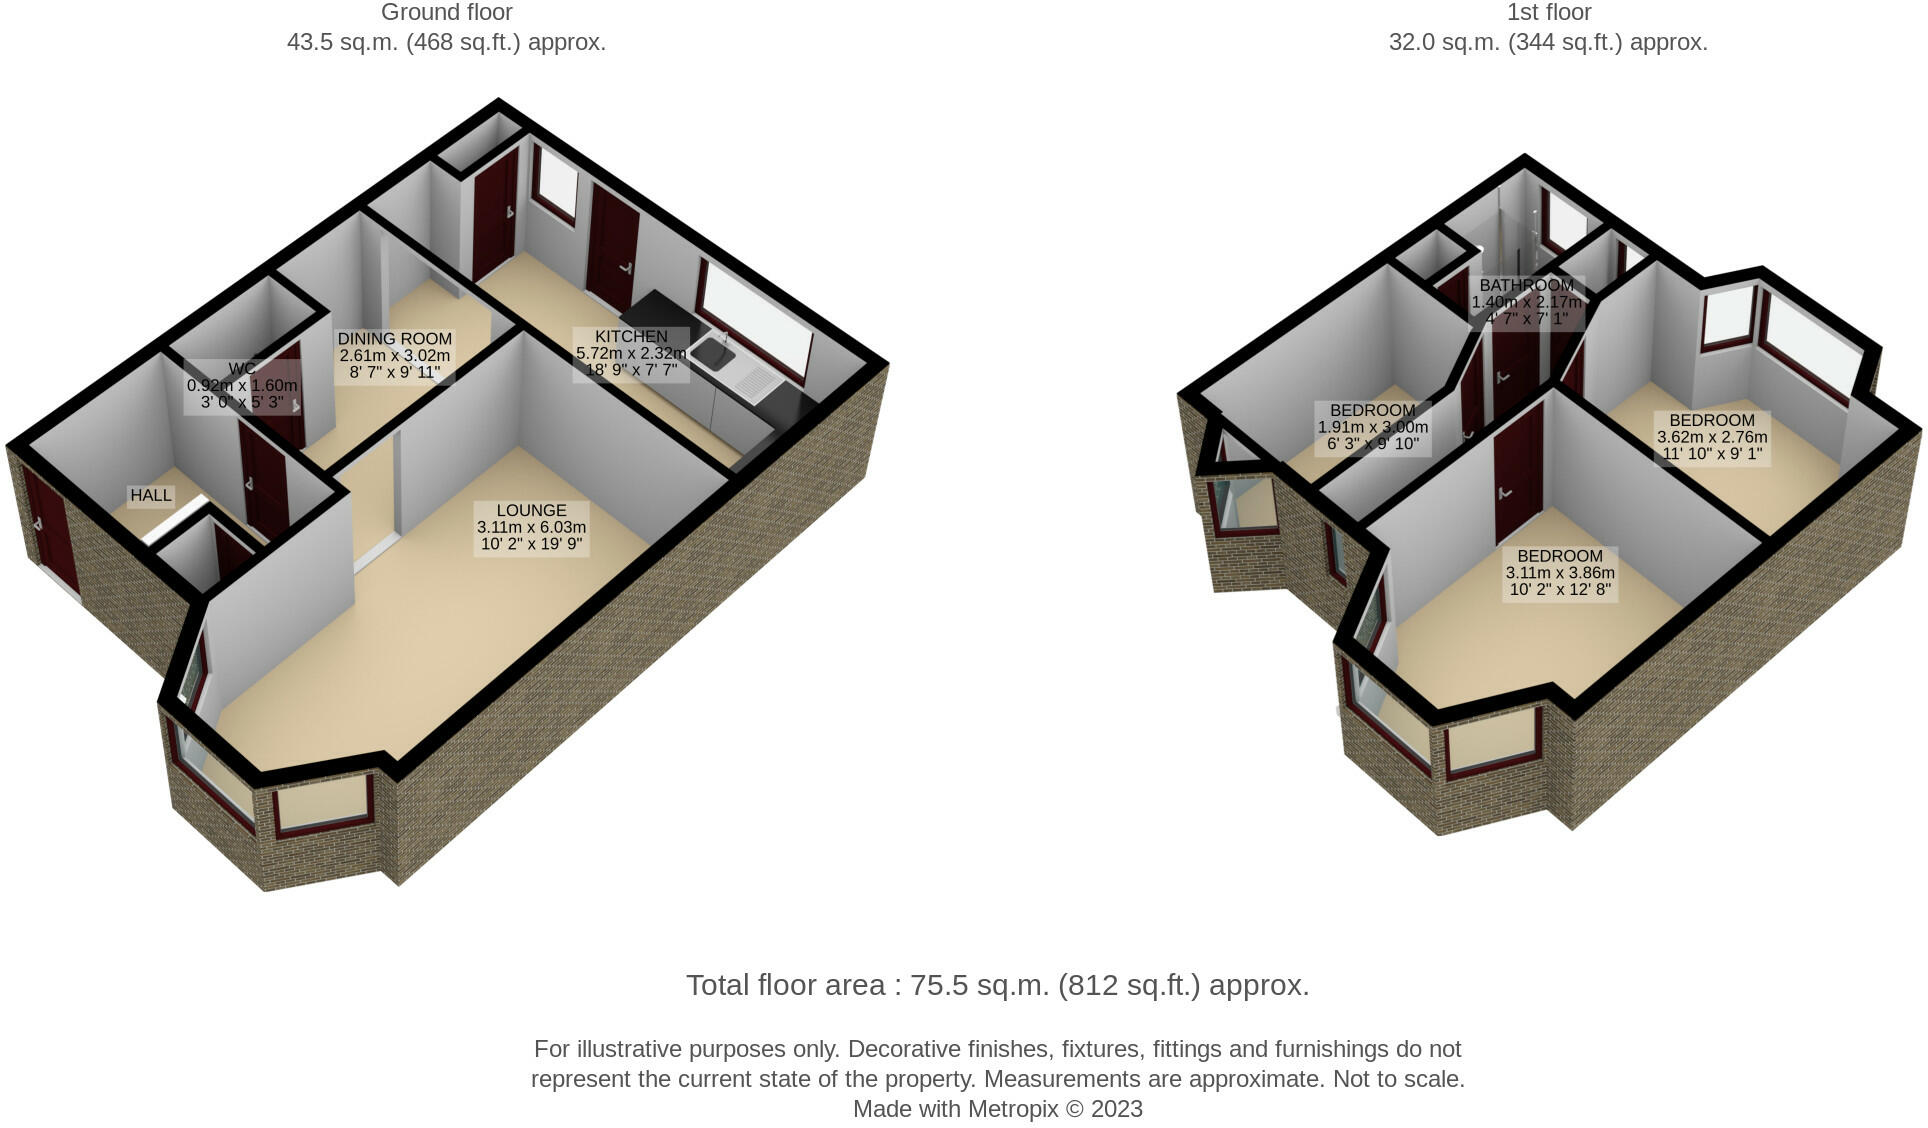 Ground floor
43.5 sq.m. (468 sq.ft.) approx.
1st floor
32.0 sq.m. (344 sq.ft.) approx.
DINING ROOM
2.61m x 3.02m
8' 7" x 9' 11"
KITCHEN
5.72m x 2.32m
18' 9" x 7' 7"
WC
0.92m x 1.60m
3' 0" x 5' 3"
HALL
LOUNGE
3.11m x 6.03m
10' 2" x 19' 9"
BATHROOM
1.40m x 2.17m
4' 7" x 7' 1"
BEDROOM
1.91m x 3.00m
6' 3" x 9' 10"
BEDROOM
3.62m x 2.76m
11' 10" x 9' 1"
BEDROOM
3.11m x 3.86m
10' 2" x 12' 8"
Total floor area : 75.5 sq.m. (812 sq.ft.) approx.
For illustrative purposes only. Decorative finishes, fixtures, fittings and furnishings do not
represent the current state of the property. Measurements are approximate. Not to scale.
Made with Metropix © 2023